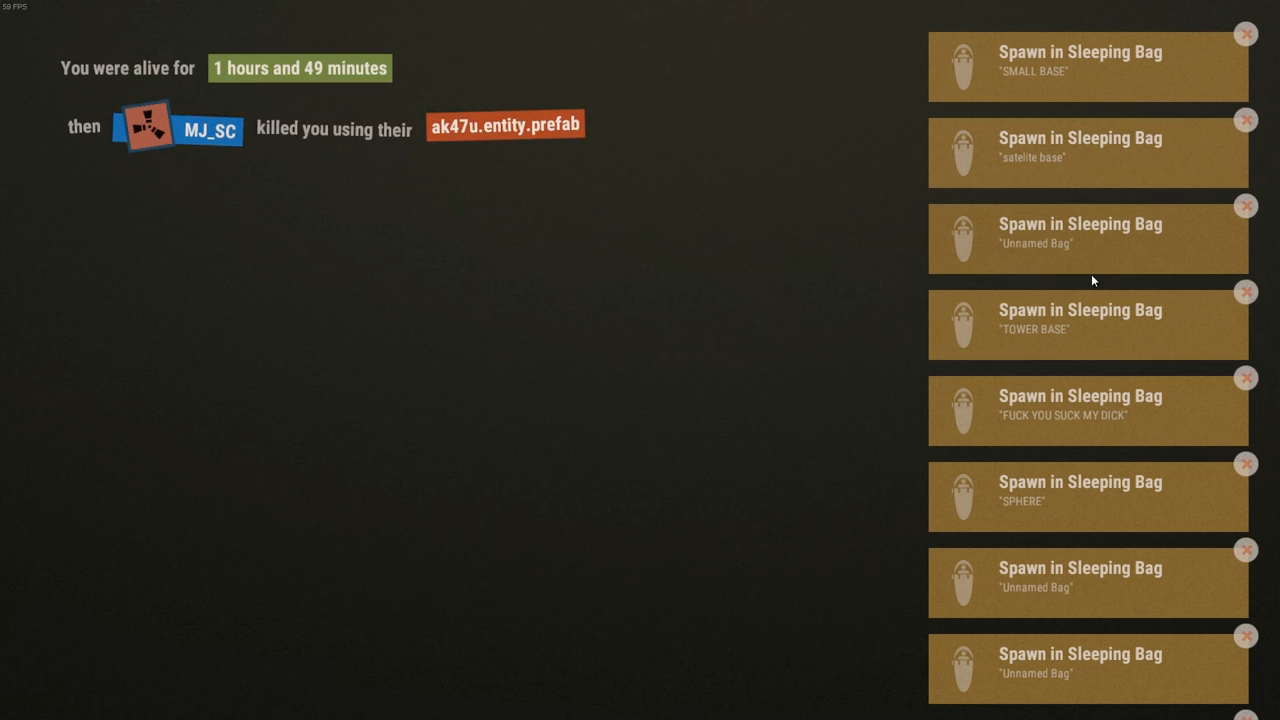 59 FPS
You were alive for 1 hours and 49 minutes
then MJ_SC killed you using their ak47u.entity.prefab
Spawn in Sleeping Bag
"SMALL BASE"
Spawn in Sleeping Bag
"satelite base"
Spawn in Sleeping Bag
"Unnamed Bag"
Spawn in Sleeping Bag
"TOWER BASE"
Spawn in Sleeping Bag
"FUCK YOU SUCK MY DICK"
Spawn in Sleeping Bag
"SPHERE"
Spawn in Sleeping Bag
"Unnamed Bag"
Spawn in Sleeping Bag
"Unnamed Bag"